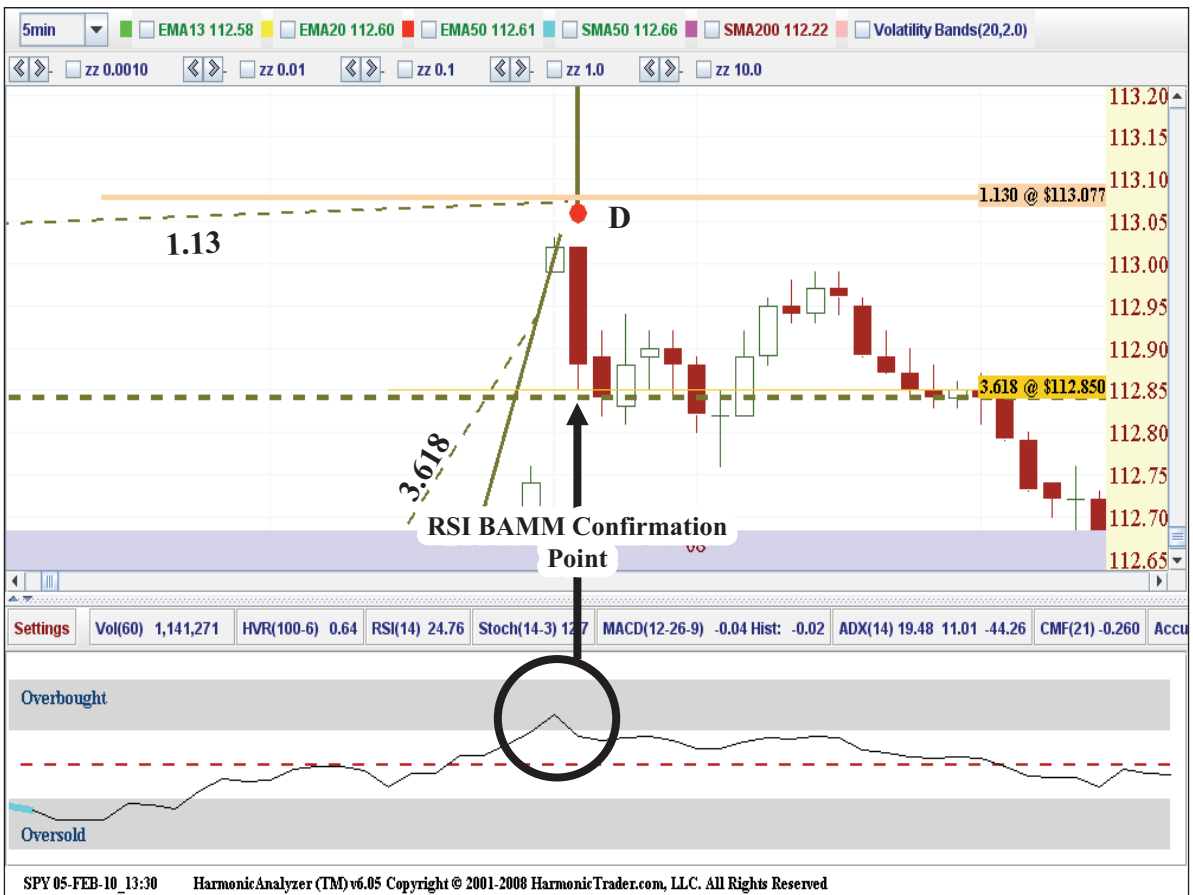 5min EMA13 112.58 EMA20 112.60 EMA50 112.61 SMA50 112.66 SMA200 112.22 Volatility Bands(20,2.0)
zz 0.0010 zz 0.01 zz 0.1 zz 1.0 zz 10.0
113.20
113.15
113.10
1.130 @ $113.077
113.05
D
1.13
113.00
112.95
112.90
3.618 @ $112.850
112.85
112.80
3.618
112.75
112.70
RSI BAMM Confirmation
Point
112.65
Settings Vol(60) 1,141,271 HVR(100-6) 0.64 RSI(14) 24.76 Stoch(14-3) MACD(12-26-9) -0.04 Hist: -0.02 ADX(14) 19.48 11.01 -44.26 CMF(21) -0.260 Accu
Overbought
Oversold
SPY 05-FEB-10_13:30 HarmonicAnalyzer (TM) v6.05 Copyright © 2001-2008 HarmonicTrader.com, LLC. All Rights Reserved